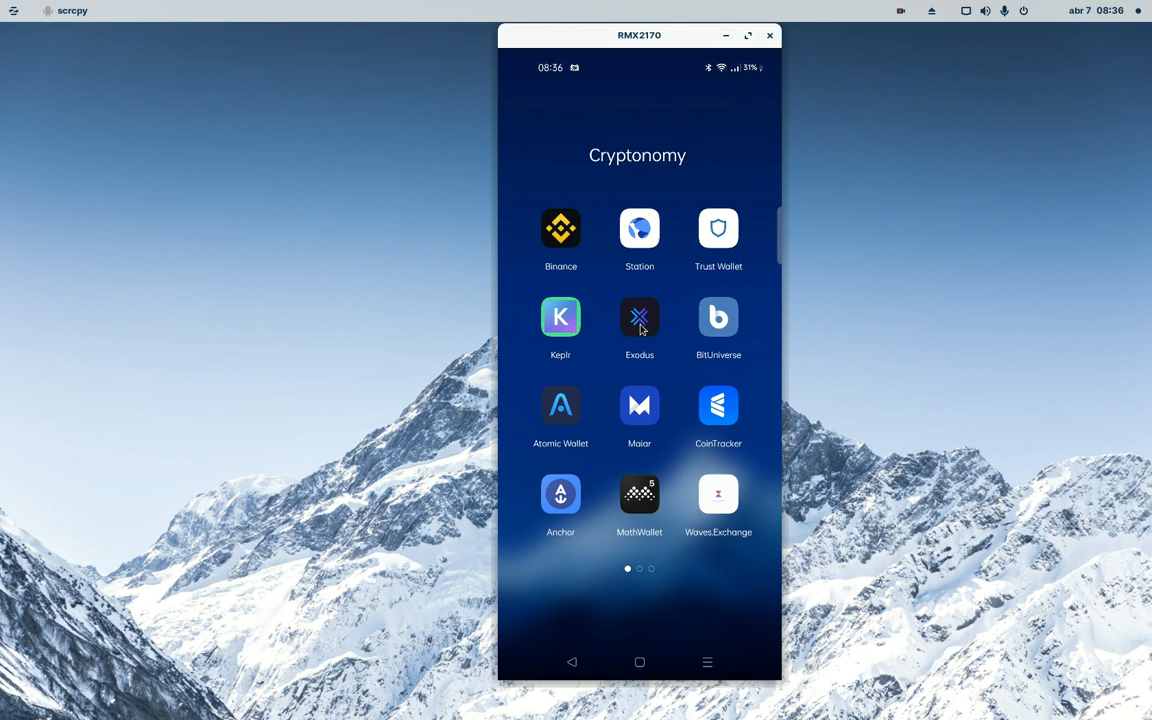 scrcpy
abr 7 08:36
RMX2170
08:36
31%
Cryptonomy
Binance
Station
Trust Wallet
K
b
Keplr
Exodus
BitUniverse
Atomic Wallet
Maiar
CoinTracker
A
5
Anchor
MathWallet
Waves.Exchange